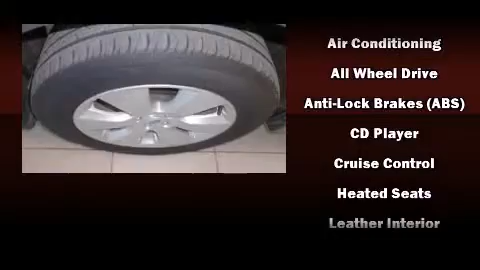 Air Conditioning
All Wheel Drive
Anti-Lock Brakes (ABS)
CD Player
Cruise Control
Heated Seats
Leather Interior